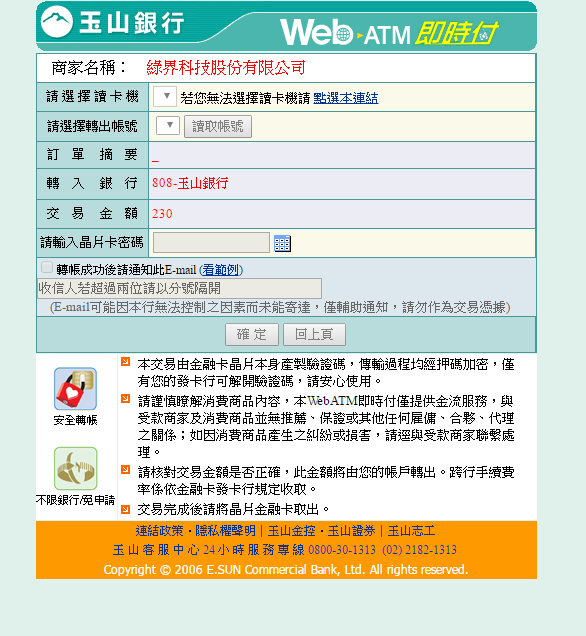 玉山銀行
Web ATM 即時付
商家名稱： 綠界科技股份有限公司
請選擇讀卡機 若您無法選擇讀卡機請 點選本連結
請選擇轉出帳號 讀取帳號
訂單摘要 _
轉入銀行 808-玉山銀行
交易金額 230
請輸入晶片卡密碼
轉帳成功後請通知此E-mail (看範例)
收信人若超過兩位請以分號隔開
(E-mail可能因本行無法控制之因素而未能寄達，僅輔助通知，請勿作為交易憑據)
確定 回上頁
安全轉帳
不限銀行/免申請
本交易由金融卡晶片本身產製驗證碼，傳輸過程均經押碼加密，僅
有您的發卡行可解開驗證碼，請安心使用。
請謹慎瞭解消費商品內容，本WebATM即時付僅提供金流服務，與
受款商家及消費商品並無推薦、保證或其他任何雇傭、合夥、代理
之關係；如因消費商品產生之糾紛或損害，請逕與受款商家聯繫處
理。
請核對交易金額是否正確，此金額將由您的帳戶轉出。跨行手續費
率係依金融卡發卡行規定收取。
交易完成後請將晶片金融卡取出。
連結政策‧隱私權聲明｜玉山金控‧玉山證券｜玉山志工
玉山客服中心24小時服務專線 0800-30-1313 (02) 2182-1313
Copyright © 2006 E.SUN Commercial Bank, Ltd. All rights reserved.